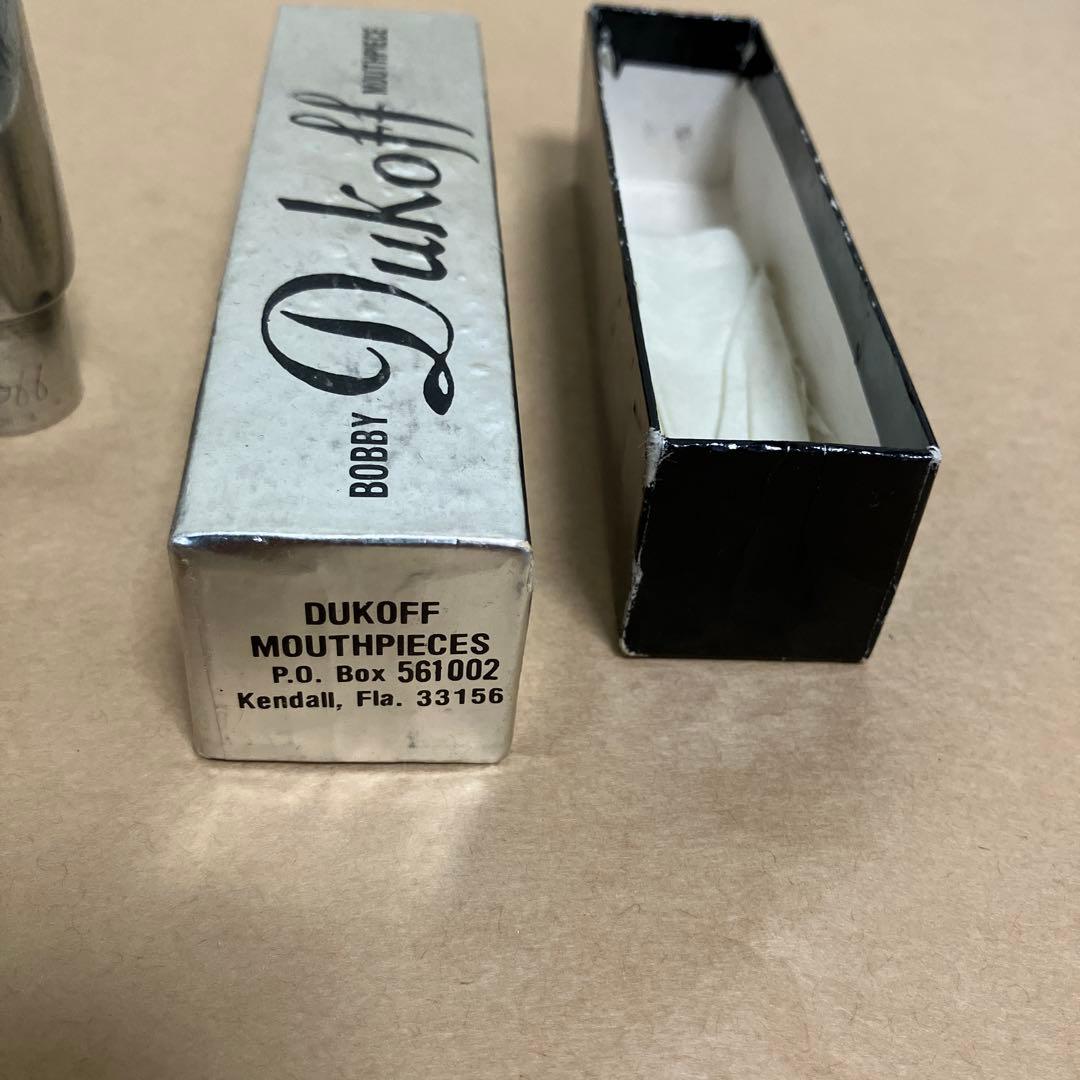 BOBBY Dukoff MOUTHPIECE
DUKOFF
MOUTHPIECES
P.O. Box 561002
Kendall, Fla. 33156